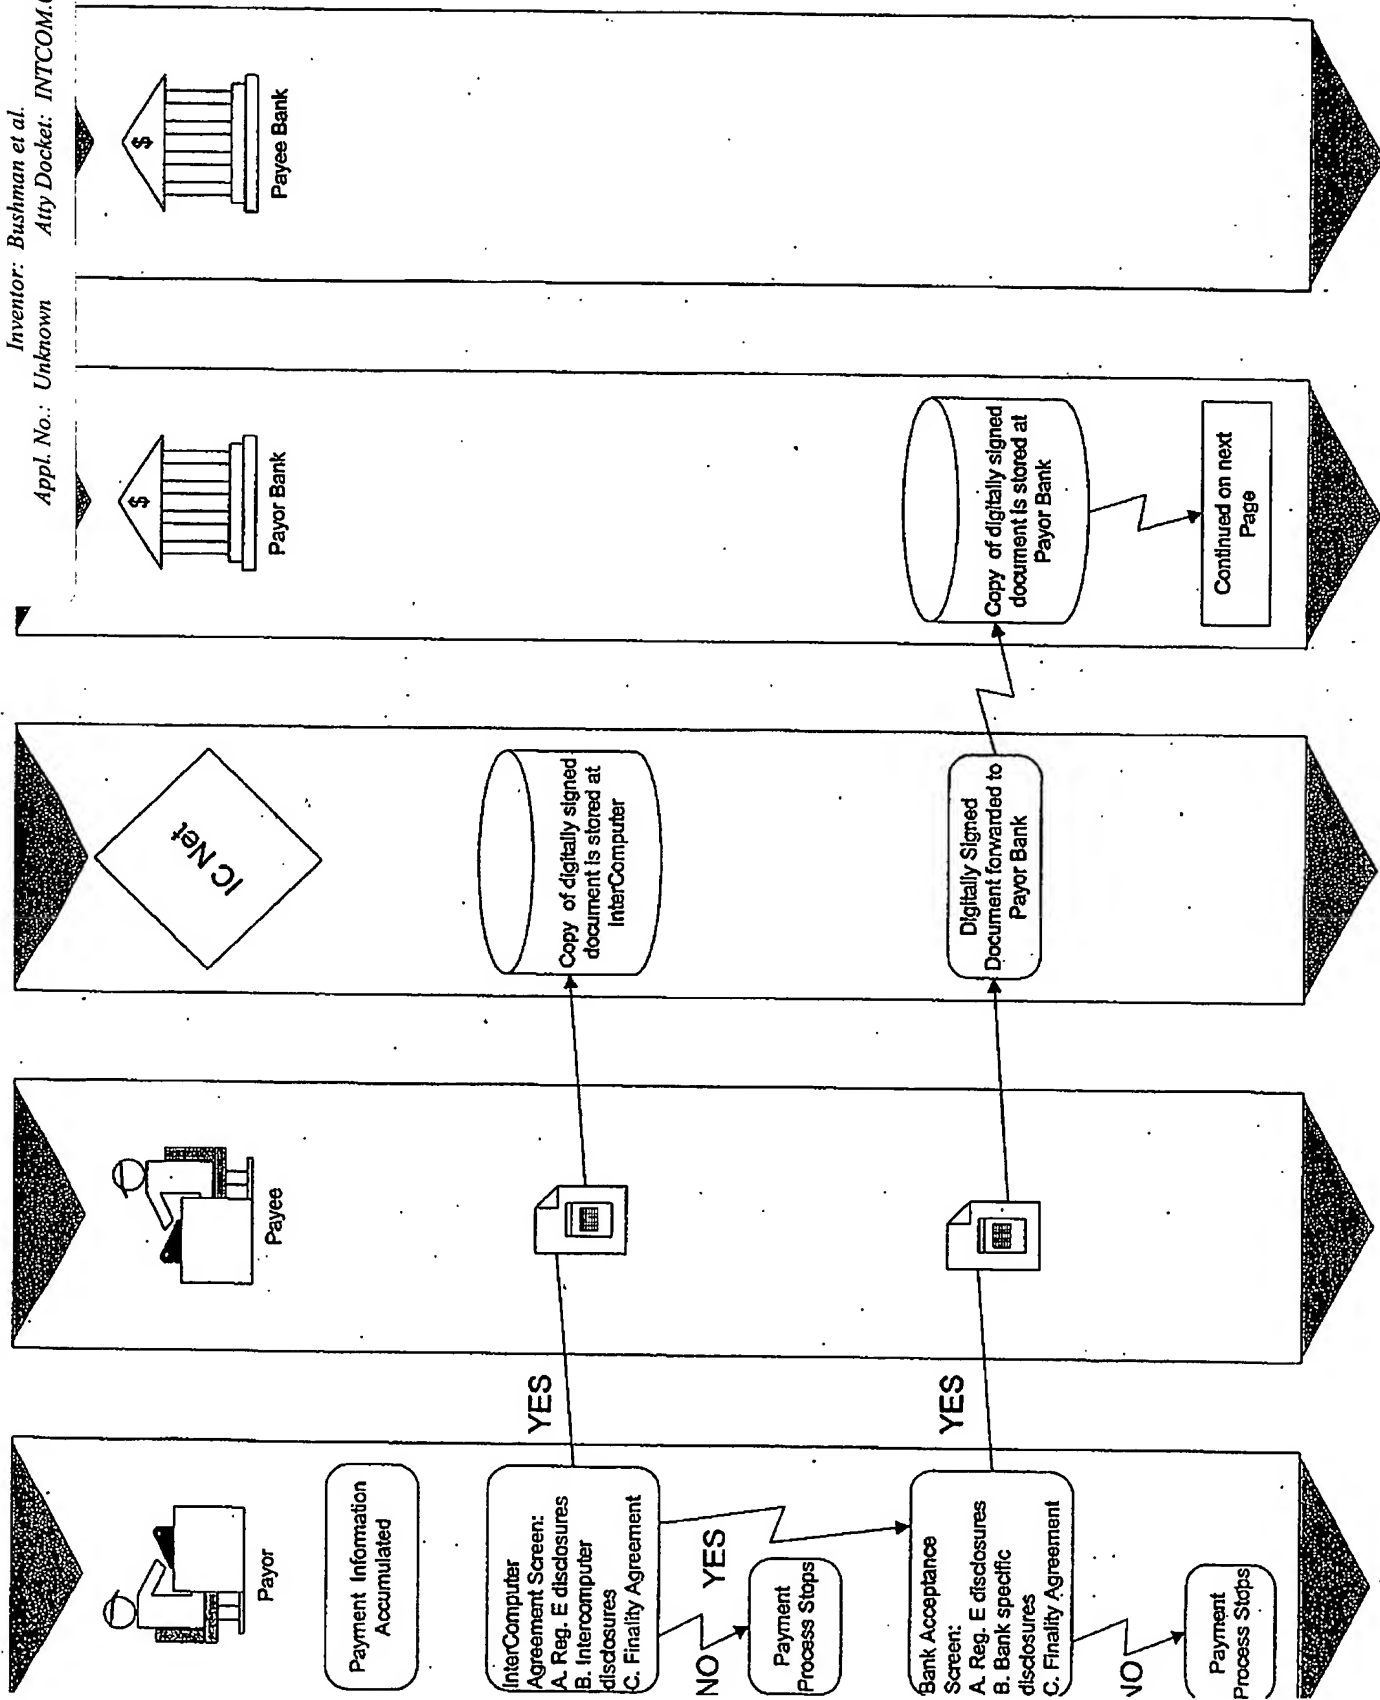 Inventor: Bushman et al.
Appl. No.: Unknown Atty Docket: INTCOM.
Payor
Payee
IC Net
Payor Bank
$
Payee Bank
$
Payment Information
Accumulated
InterComputer
Agreement Screen:
A. Reg. E disclosures
B. Intercomputer
disclosures
C. Finality Agreement
YES
Copy of digitally signed
document is stored at
InterComputer
NO
YES
Payment
Process Stops
Bank Acceptance
Screen:
A. Reg. E disclosures
B. Bank specific
disclosures
C. Finality Agreement
YES
Digitally Signed
Document forwarded to
Payor Bank
Copy of digitally signed
document is stored at
Payor Bank
Continued on next
Page
NO
Payment
Process Stops